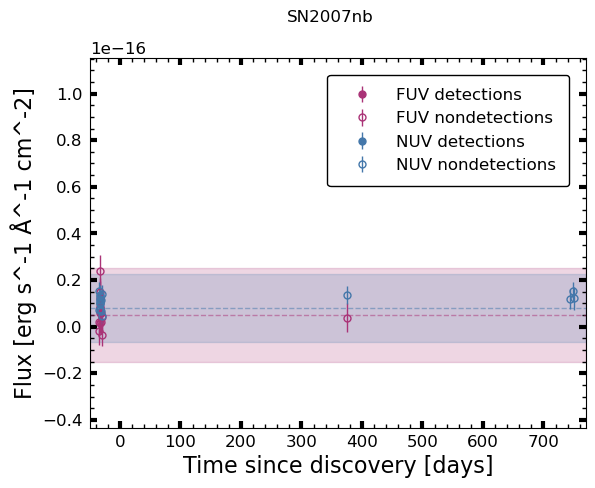 SN2007nb
1e−16
FUV detections
FUV nondetections
NUV detections
NUV nondetections
Flux [erg s^-1 Å^-1 cm^-2]
1.0
0.8
0.6
0.4
0.2
0.0
−0.2
−0.4
0 100 200 300 400 500 600 700
Time since discovery [days]